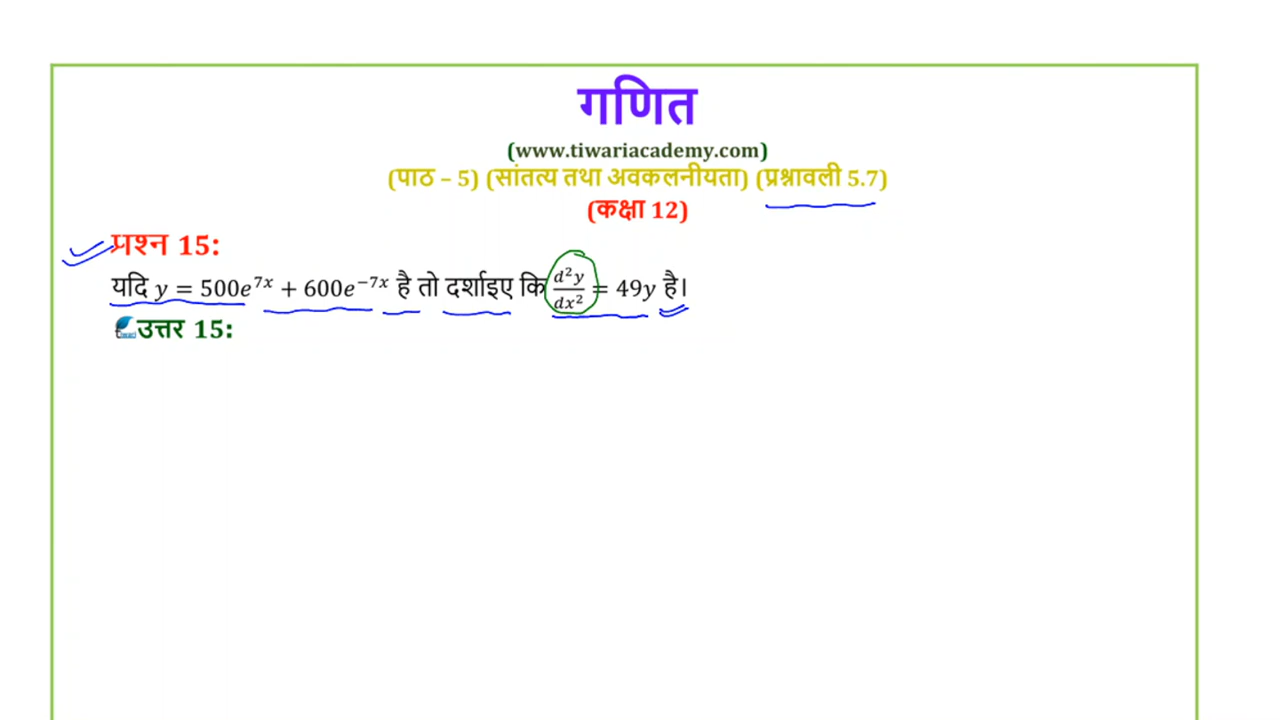 गणित
(www.tiwariacademy.com)
(पाठ – 5) (सांतत्य तथा अवकलनीयता) (प्रश्नावली 5.7)
(कक्षा 12)
प्रश्न 15:
यदि y = 500e^{7x} + 600e^{−7x} है तो दर्शाइए कि \frac{d²y}{dx²} = 49y है।
उत्तर 15: